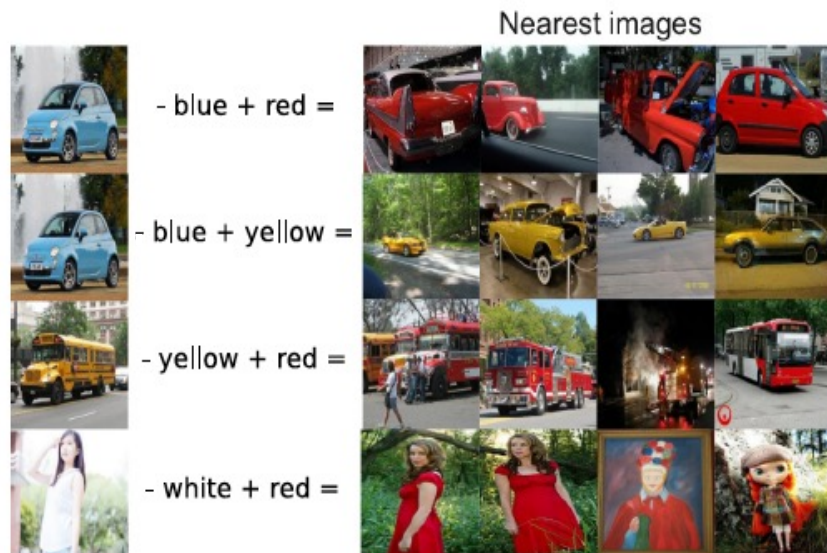 Nearest images
- blue + red =
- blue + yellow =
- yellow + red =
- white + red =